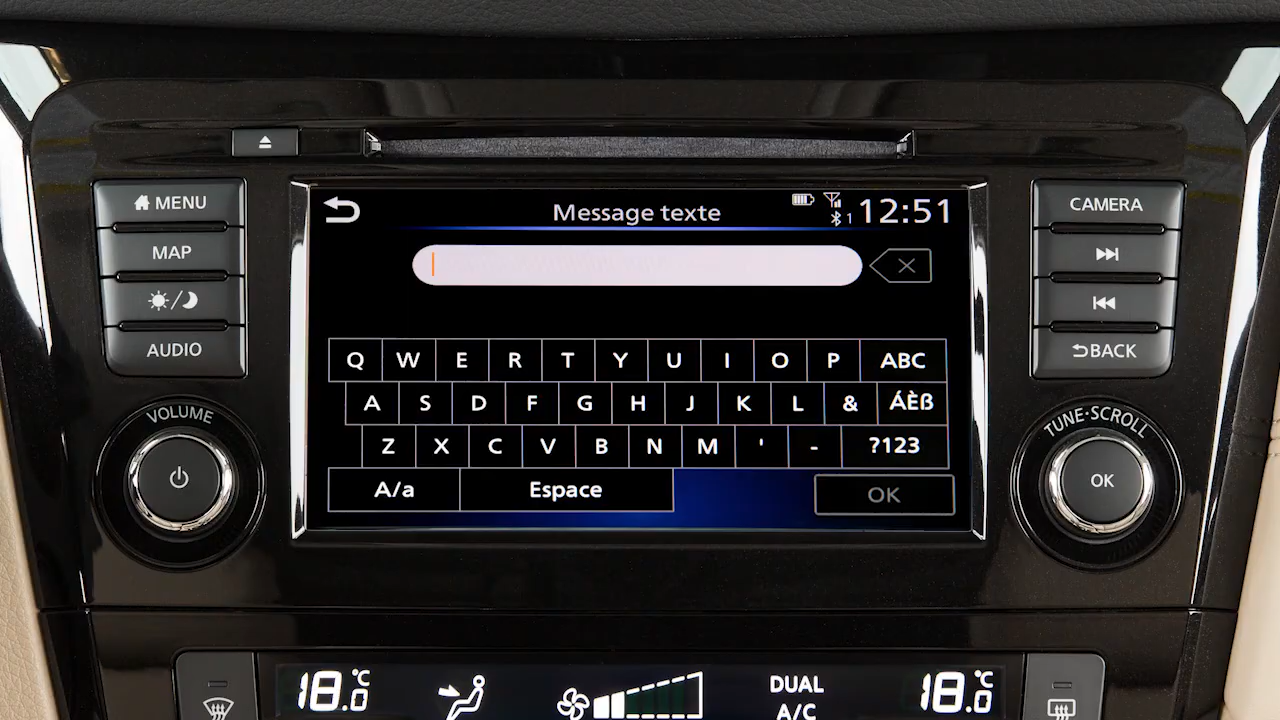 MENU
MAP
AUDIO
VOLUME
Message texte
1
12:51
Q W E R T Y U I O P ABC
A S D F G H J K L & ÁÈß
Z X C V B N M ' - ?123
A/a Espace OK
CAMERA
BACK
TUNE·SCROLL
OK
18.0 °C
DUAL
A/C
18.0 °C